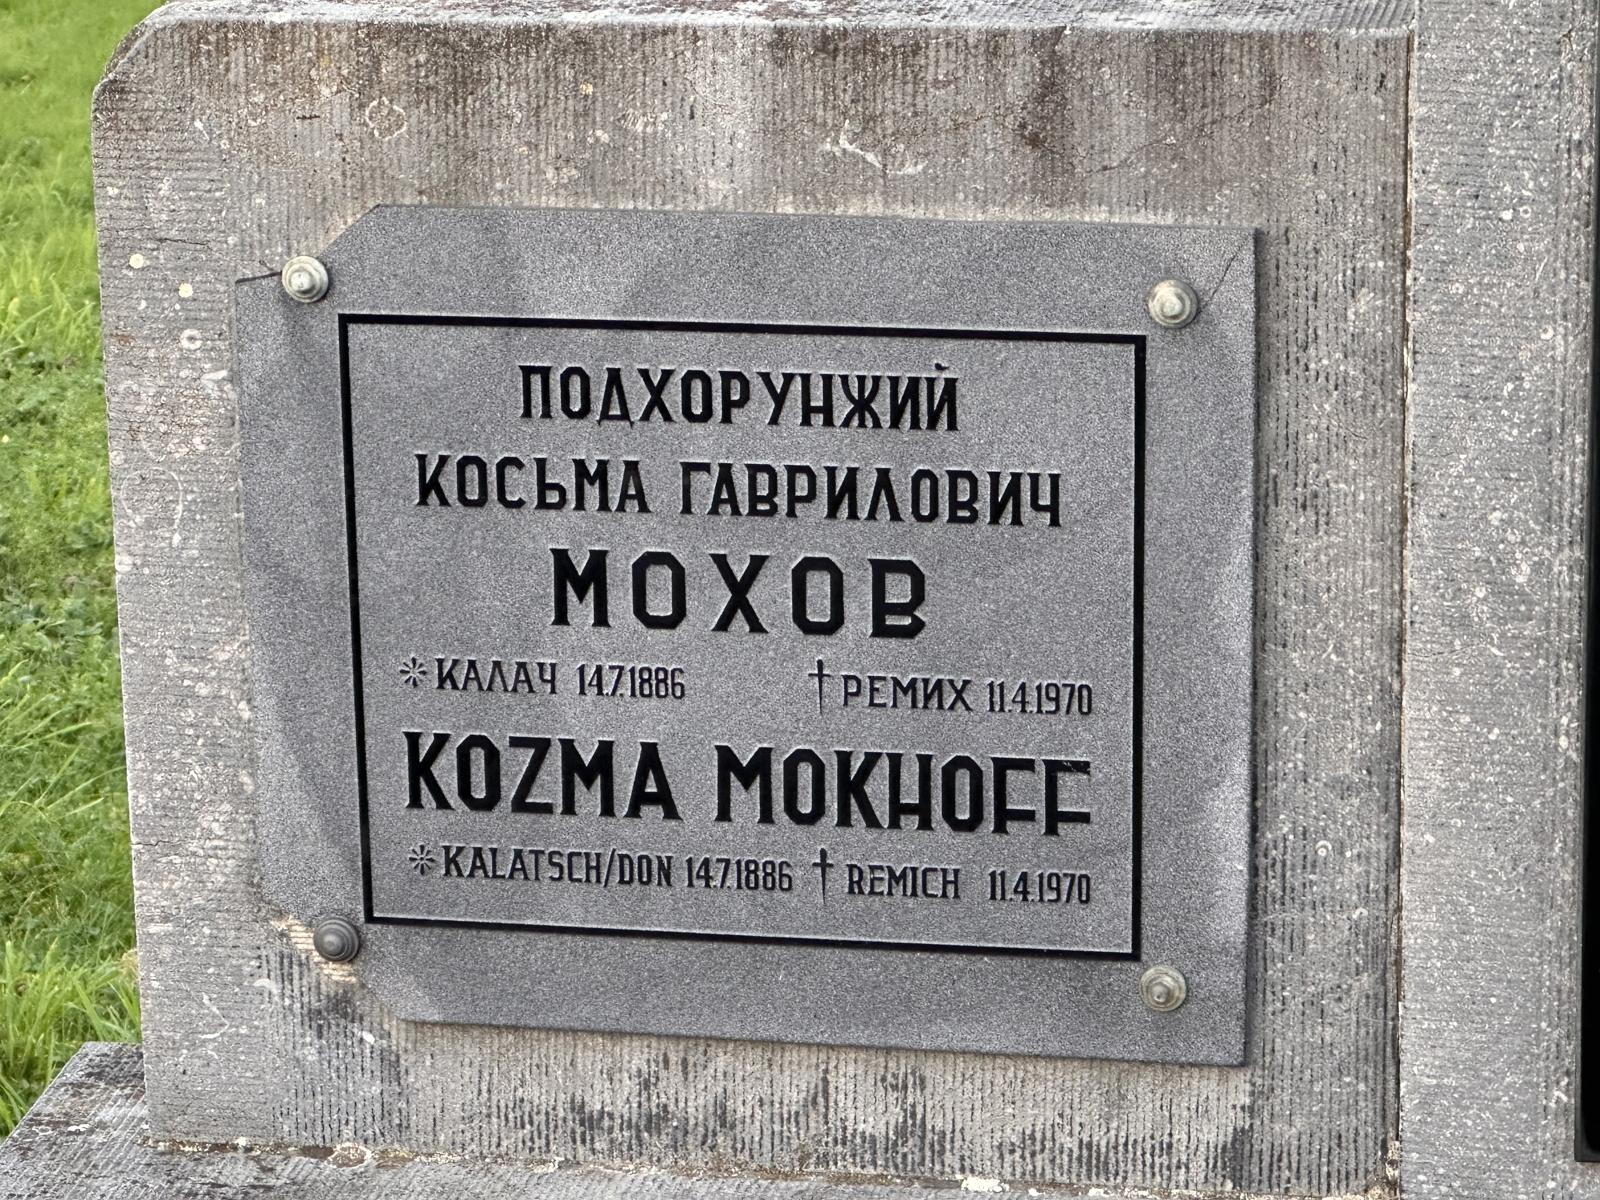 ПОДХОРУНЖИЙ
КОСЬМА ГАВРИЛОВИЧ
МОХОВ
* КАЛАЧ 14.7.1886 † РЕМИХ 11.4.1970
KOZMA MOKHOFF
* KALATSCH/DON 14.7.1886 † REMICH 11.4.1970